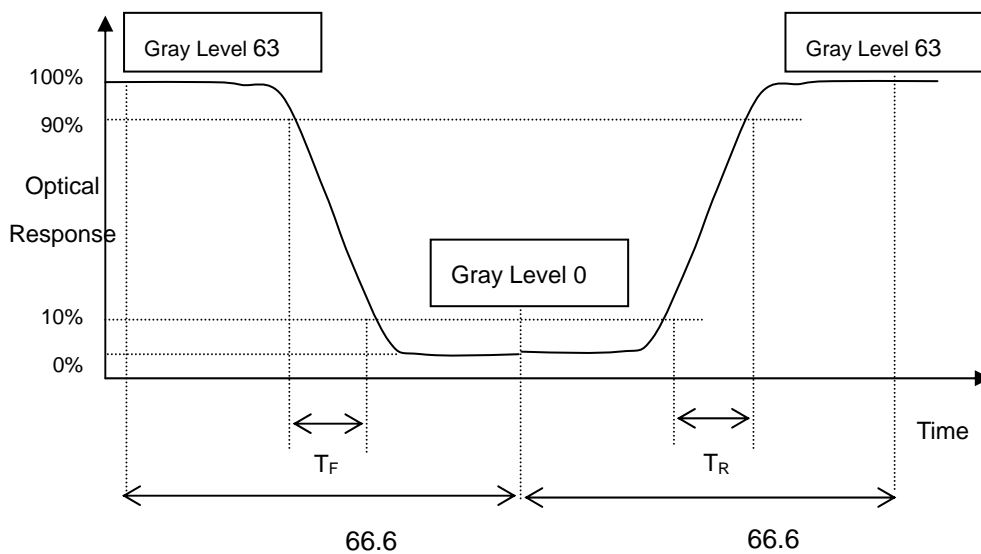 Gray Level 63
Gray Level 63
100%
90%
Optical
Response
Gray Level 0
10%
0%
Time
TF
TR
66.6
66.6